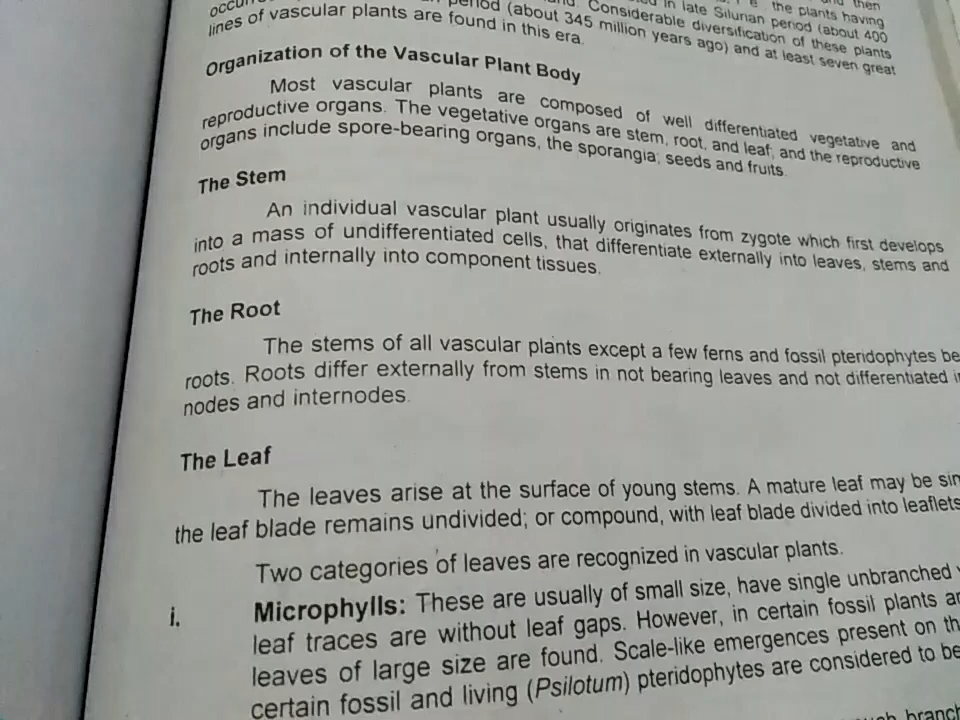 then
the plants having
in late Silurian period (about 400
period (about 345 million years ago) and at least seven great
Considerable diversification of these plants
lines of vascular plants are found in this era.
Organization of the Vascular Plant Body
Most vascular plants are composed of well differentiated vegetative and
reproductive organs. The vegetative organs are stem, root, and leaf; and the reproductive
organs include spore-bearing organs, the sporangia; seeds and fruits.
The Stem
An individual vascular plant usually originates from zygote which first develops
into a mass of undifferentiated cells, that differentiate externally into leaves, stems and
roots and internally into component tissues.
The Root
The stems of all vascular plants except a few ferns and fossil pteridophytes be
roots. Roots differ externally from stems in not bearing leaves and not differentiated
nodes and internodes.
The Leaf
The leaves arise at the surface of young stems. A mature leaf may be
the leaf blade remains undivided; or compound, with leaf blade divided into leaflets
Two categories of leaves are recognized in vascular plants.
i. Microphylls: These are usually of small size, have single unbranched
leaf traces are without leaf gaps. However, in certain fossil plants
leaves of large size are found. Scale-like emergences present on
certain fossil and living (Psilotum) pteridophytes are considered to be